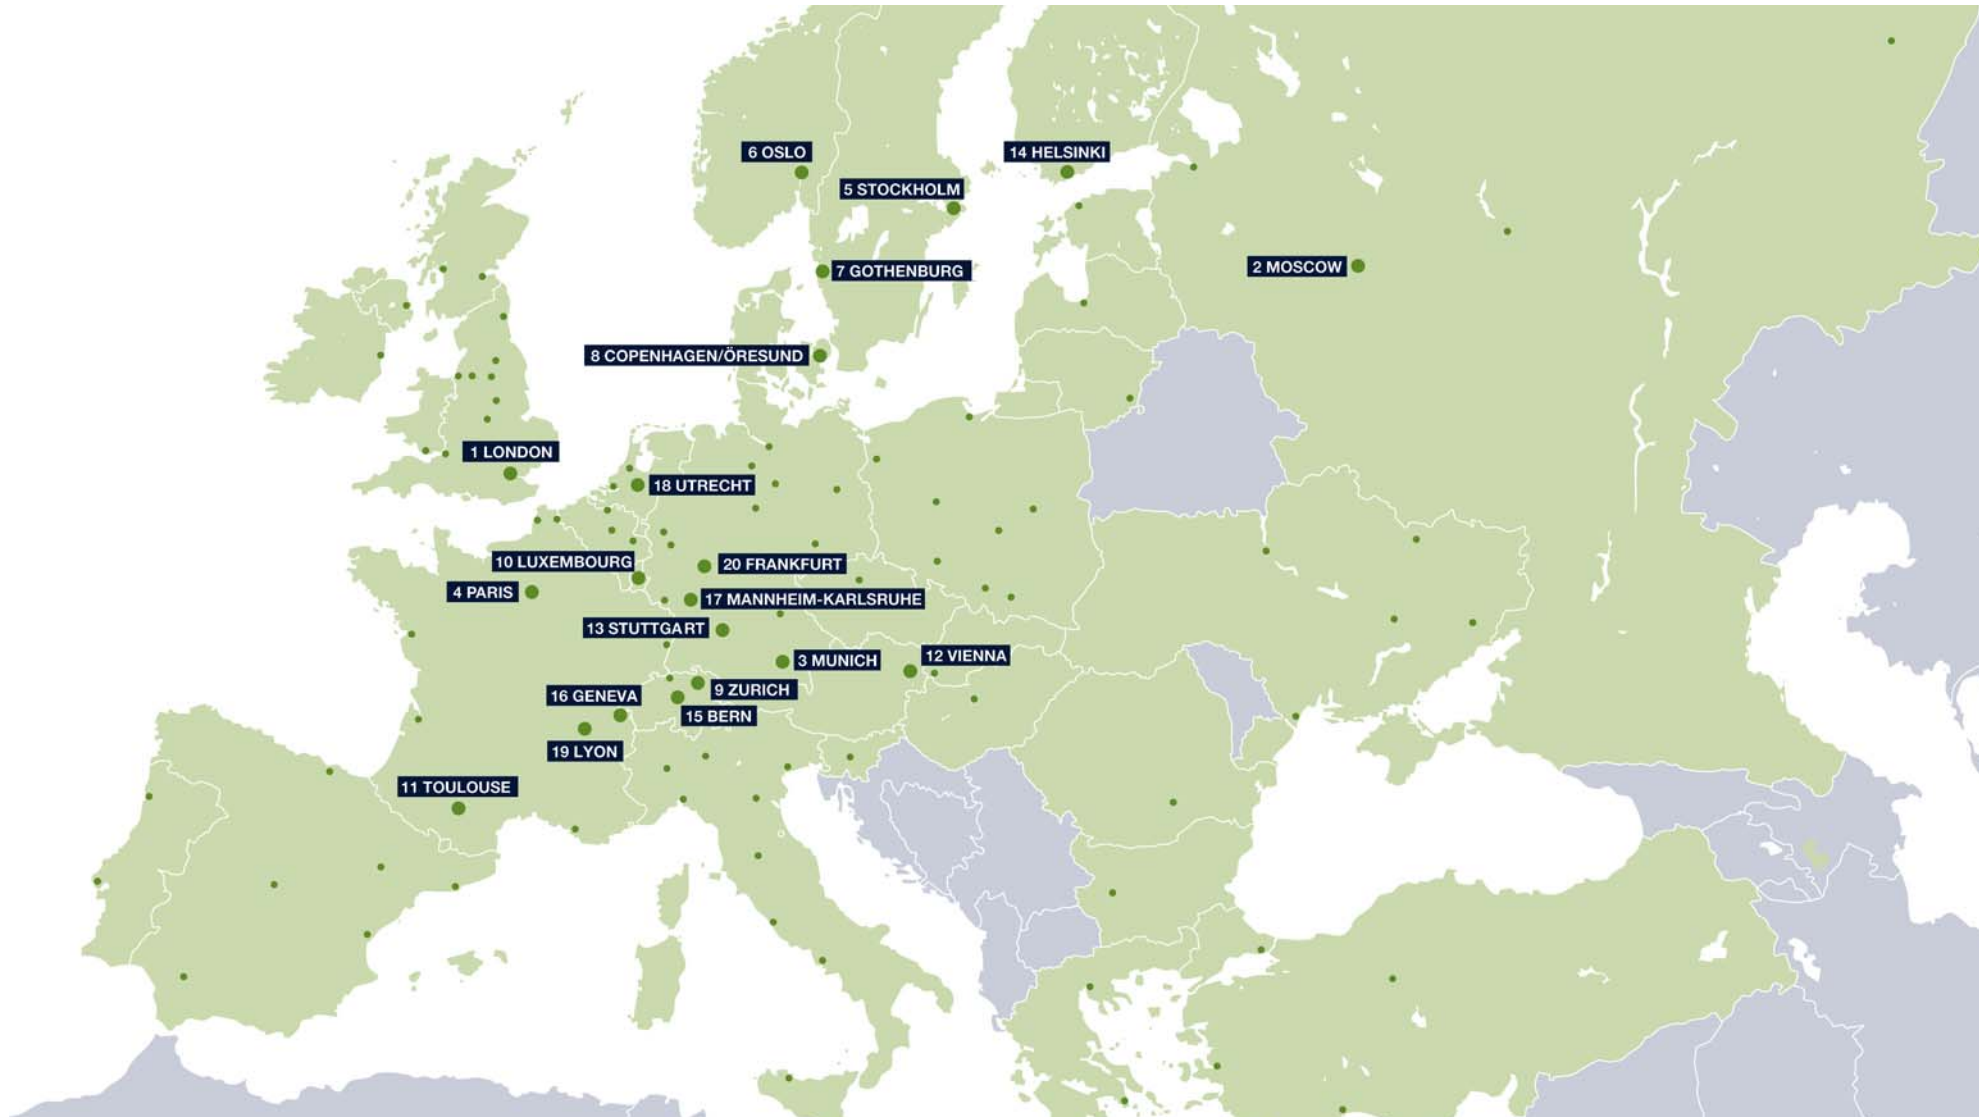 6 OSLO
14 HELSINKI
5 STOCKHOLM
7 GOTHENBURG
2 MOSCOW
8 COPENHAGEN/ÖRESUND
1 LONDON
18 UTRECHT
10 LUXEMBOURG
20 FRANKFURT
4 PARIS
17 MANNHEIM-KARLSRUHE
13 STUTTGART
3 MUNICH
12 VIENNA
16 GENEVA
9 ZURICH
15 BERN
19 LYON
11 TOULOUSE